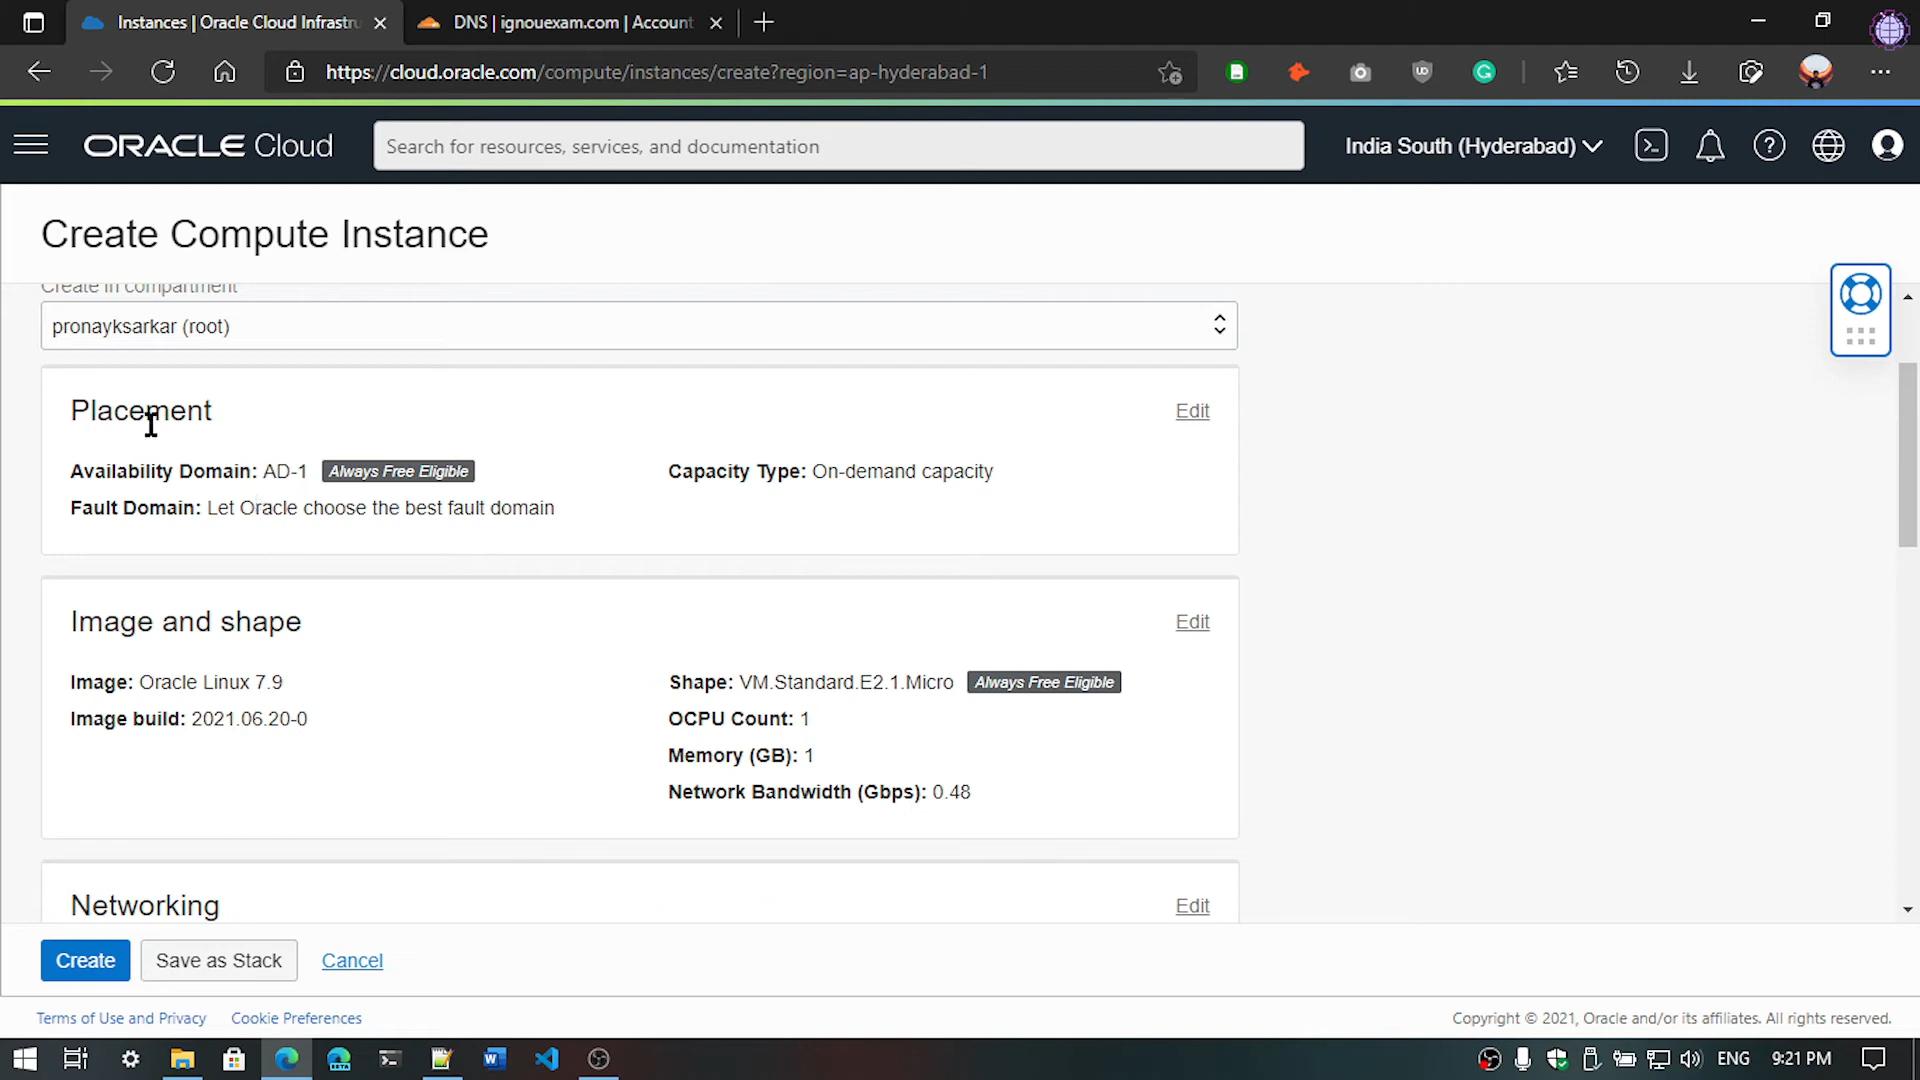 Instances | Oracle Cloud Infrastru
DNS | ignouexam.com | Account
https://cloud.oracle.com/compute/instances/create?region=ap-hyderabad-1
ORACLE Cloud
Search for resources, services, and documentation
India South (Hyderabad)
Create Compute Instance
Create in compartment
pronayksarkar (root)
Placement
Edit
Availability Domain: AD-1 Always Free Eligible
Capacity Type: On-demand capacity
Fault Domain: Let Oracle choose the best fault domain
Image and shape
Edit
Image: Oracle Linux 7.9
Shape: VM.Standard.E2.1.Micro Always Free Eligible
Image build: 2021.06.20-0
OCPU Count: 1
Memory (GB): 1
Network Bandwidth (Gbps): 0.48
Networking
Edit
Create
Save as Stack
Cancel
Terms of Use and Privacy
Cookie Preferences
Copyright © 2021, Oracle and/or its affiliates. All rights reserved.
ENG
9:21 PM